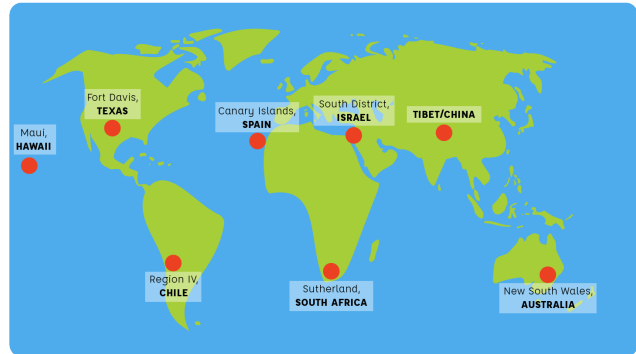 Fort Davis,
TEXAS
Maui,
HAWAII
Canary Islands,
SPAIN
South District,
ISRAEL
TIBET/CHINA
Region IV,
CHILE
Sutherland,
SOUTH AFRICA
New South Wales,
AUSTRALIA